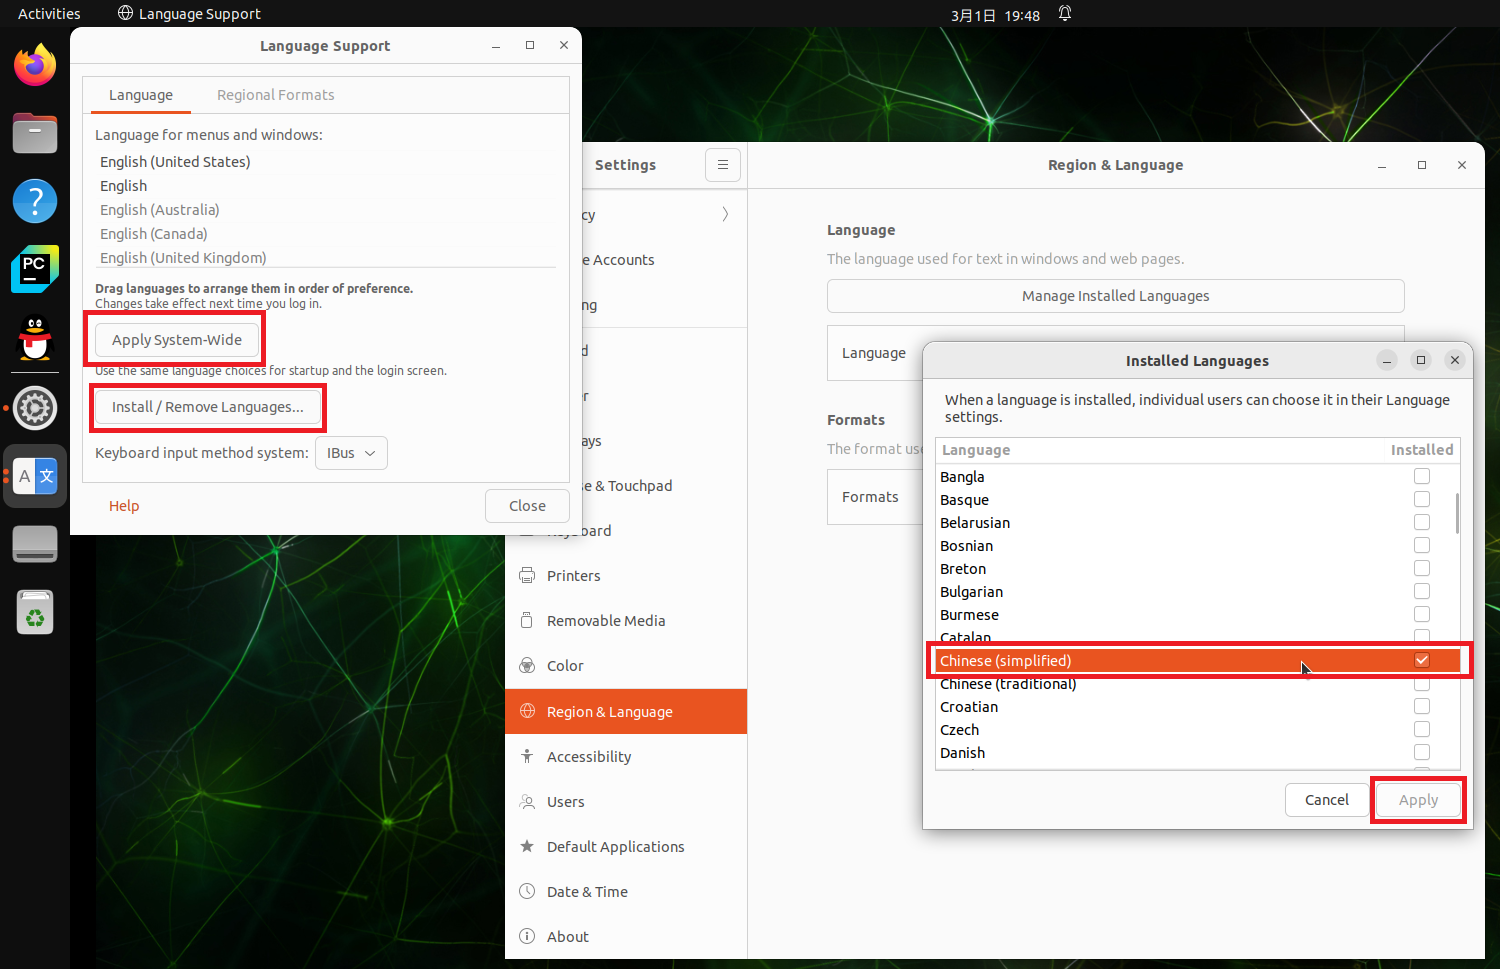 Activities
Language Support
3月1日 19:48
Language Support
Language
Regional Formats
Language for menus and windows:
English (United States)
English
English (Australia)
English (Canada)
English (United Kingdom)
Drag languages to arrange them in order of preference.
Changes take effect next time you log in.
Apply System-Wide
Use the same language choices for startup and the login screen.
Install / Remove Languages...
Keyboard input method system:
IBus
Help
Close
PC
?
A 文
Settings
cy
e Accounts
ng
d
r
ays
se & Touchpad
Keyboard
Printers
Removable Media
Color
Region & Language
Accessibility
Users
Default Applications
Date & Time
About
Region & Language
Language
The language used for text in windows and web pages.
Manage Installed Languages
Language
Formats
The format use
Formats
Installed Languages
When a language is installed, individual users can choose it in their Language
settings.
Language Installed
Bangla
Basque
Belarusian
Bosnian
Breton
Bulgarian
Burmese
Catalan
Chinese (simplified)
Chinese (traditional)
Croatian
Czech
Danish
Cancel
Apply